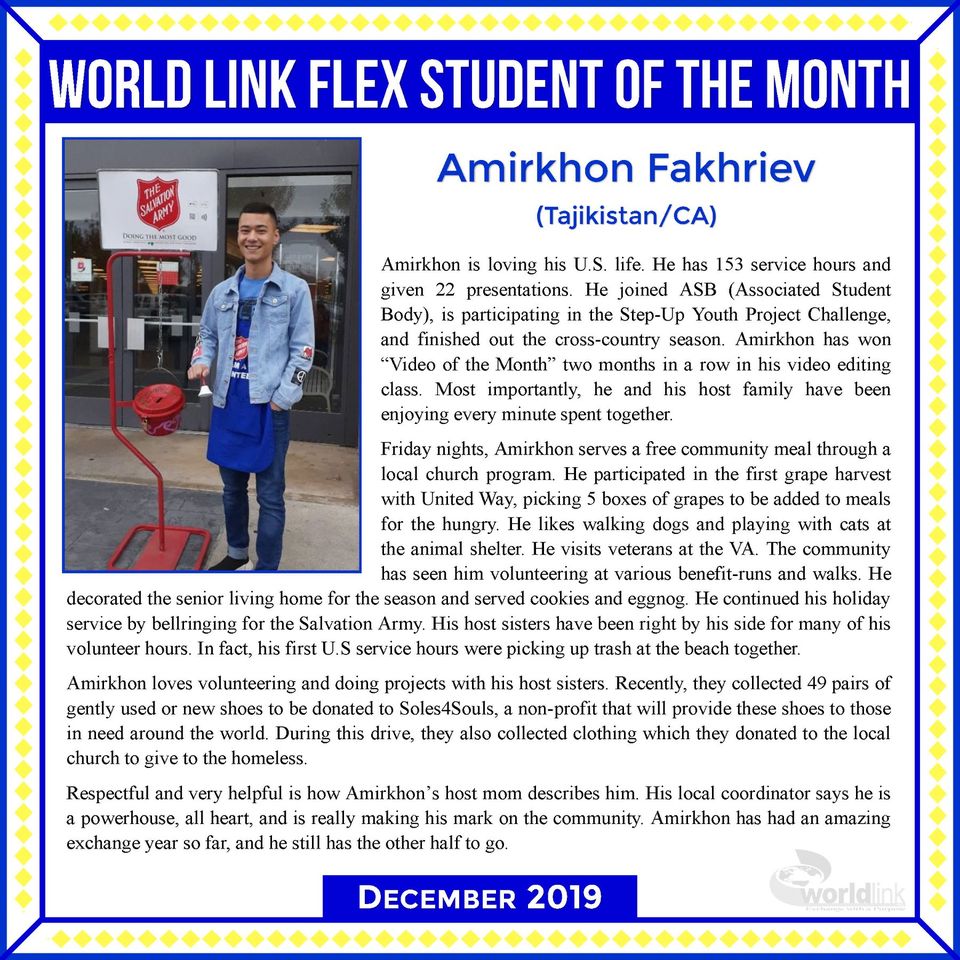 WORLD LINK FLEX STUDENT OF THE MONTH
THE
SALVATION
ARMY
DOING THE MOST GOOD
Amirkhon Fakhriev
(Tajikistan/CA)
Amirkhon is loving his U.S. life. He has 153 service hours and
given 22 presentations. He joined ASB (Associated Student
Body), is participating in the Step-Up Youth Project Challenge,
and finished out the cross-country season. Amirkhon has won
“Video of the Month” two months in a row in his video editing
class. Most importantly, he and his host family have been
enjoying every minute spent together.
Friday nights, Amirkhon serves a free community meal through a
local church program. He participated in the first grape harvest
with United Way, picking 5 boxes of grapes to be added to meals
for the hungry. He likes walking dogs and playing with cats at
the animal shelter. He visits veterans at the VA. The community
has seen him volunteering at various benefit-runs and walks. He
decorated the senior living home for the season and served cookies and eggnog. He continued his holiday
service by bellringing for the Salvation Army. His host sisters have been right by his side for many of his
volunteer hours. In fact, his first U.S service hours were picking up trash at the beach together.
Amirkhon loves volunteering and doing projects with his host sisters. Recently, they collected 49 pairs of
gently used or new shoes to be donated to Soles4Souls, a non-profit that will provide these shoes to those
in need around the world. During this drive, they also collected clothing which they donated to the local
church to give to the homeless.
Respectful and very helpful is how Amirkhon’s host mom describes him. His local coordinator says he is
a powerhouse, all heart, and is really making his mark on the community. Amirkhon has had an amazing
exchange year so far, and he still has the other half to go.
DECEMBER 2019
worldlink
Exchange with a Purpose